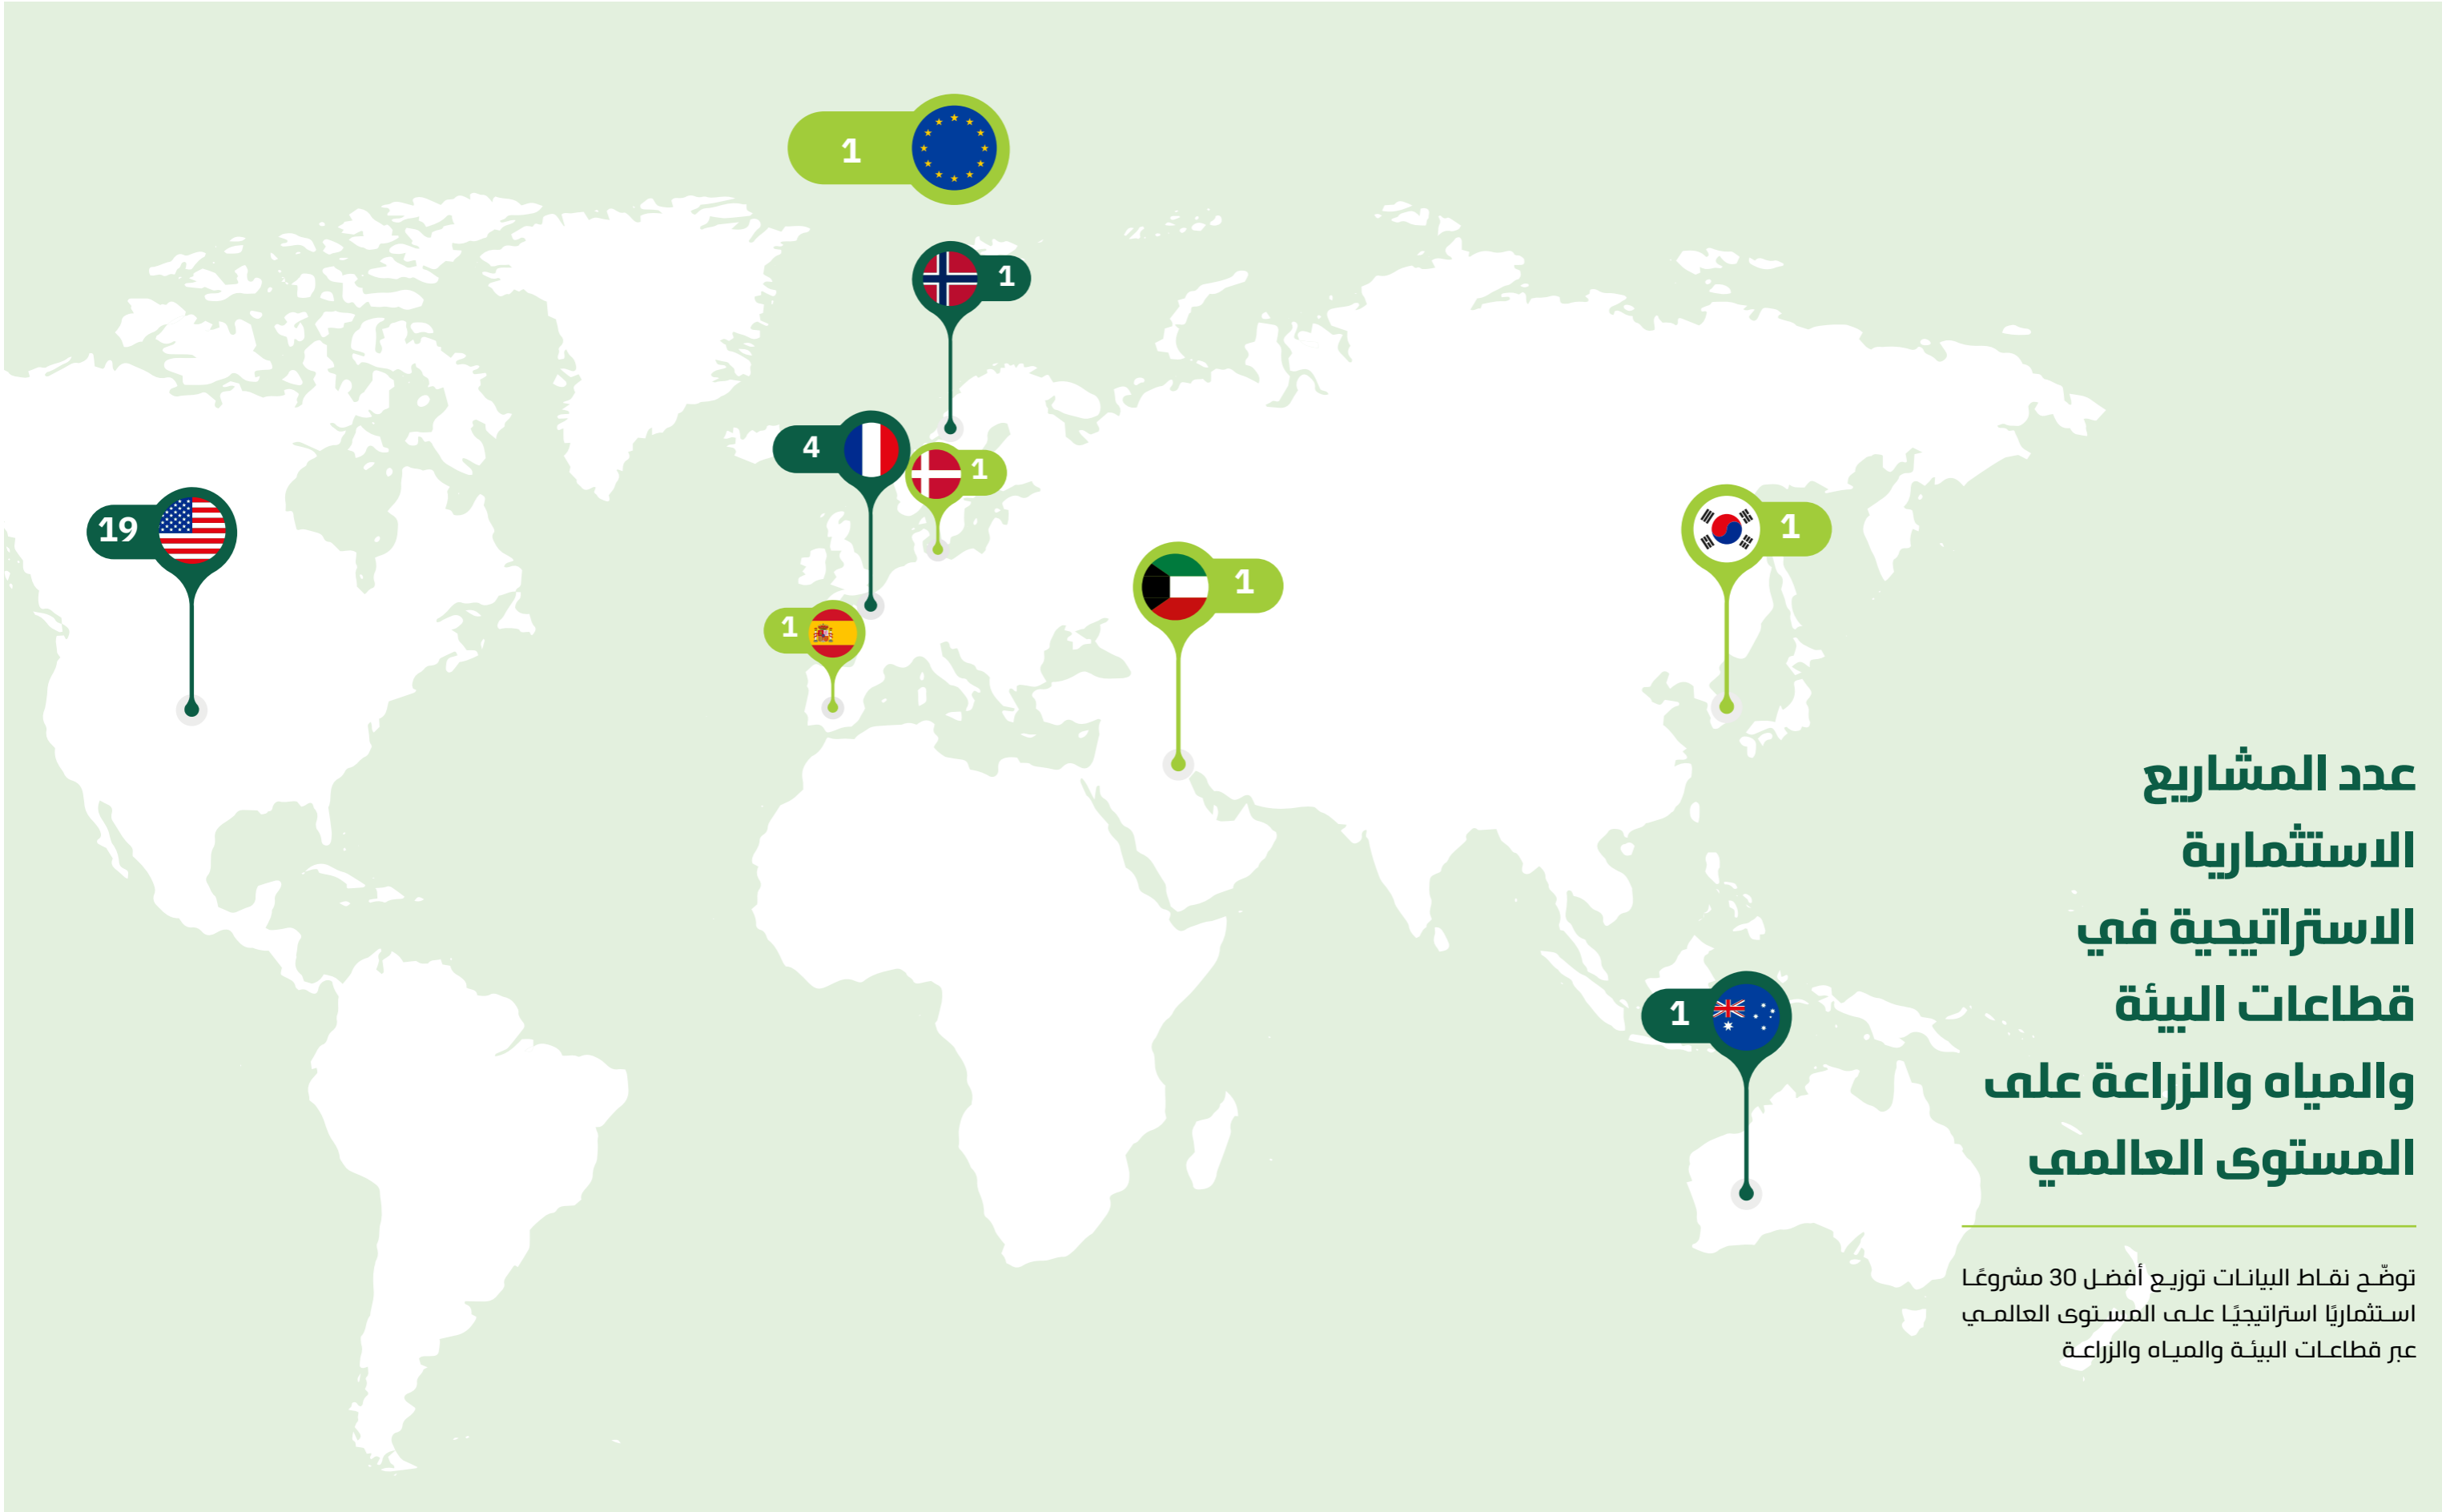 1
1
4
1
19
1
1
1
1
1
عدد المشاريع
الاستثمارية
الاستراتيجية في
قطاعات البيئة
والمياه والزراعة على
المستوى العالمي
توضّح نقاط البيانات توزيع أفضل 30 مشروعًا
استثماريًا استراتيجيًا على المستوى العالمي
عبر قطاعات البيئة والمياه والزراعة